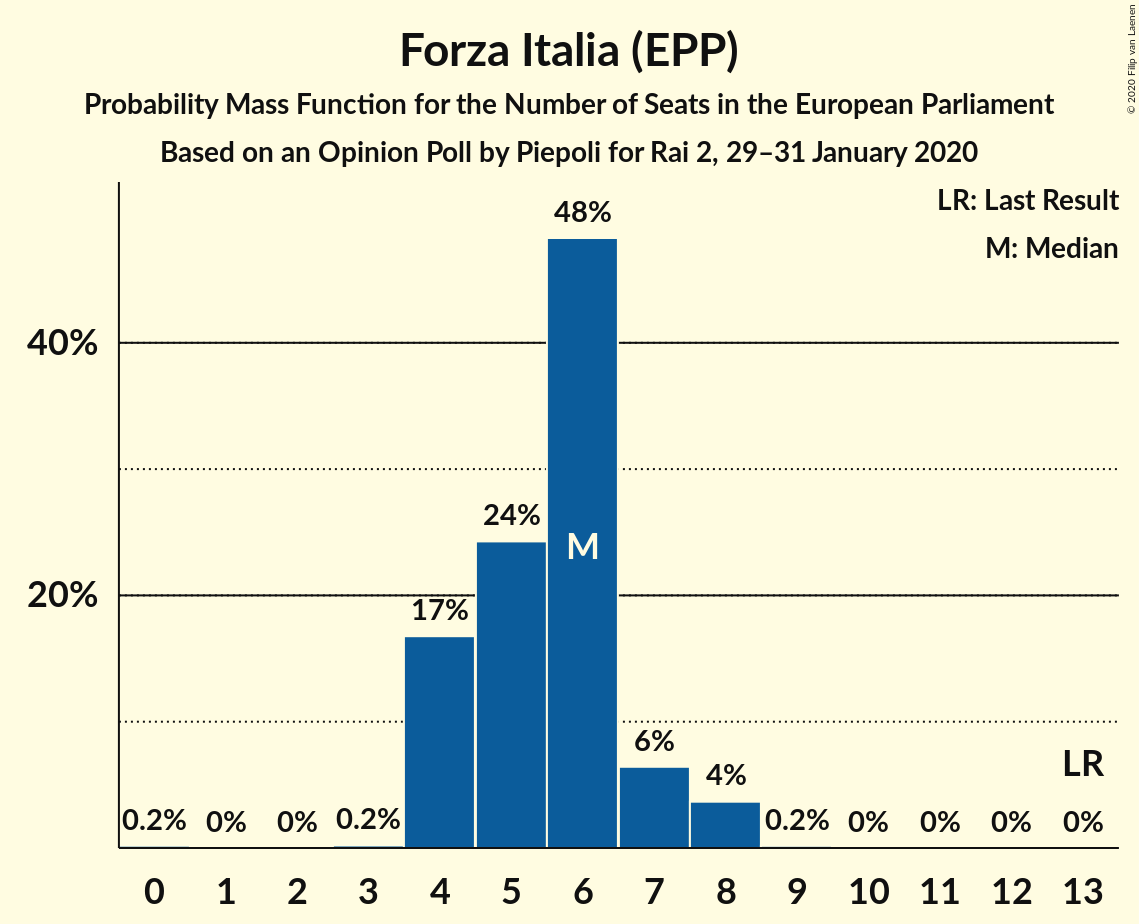 Forza Italia (EPP)
Probability Mass Function for the Number of Seats in the European Parliament
Based on an Opinion Poll by Piepoli for Rai 2, 29–31 January 2020
© 2020 Filip van Laenen
LR: Last Result
M: Median
48%
40%
24%
M
20%
17%
6%
4%
LR
0.2% 0% 0% 0.2% 0.2% 0% 0% 0% 0%
0 1 2 3 4 5 6 7 8 9 10 11 12 13